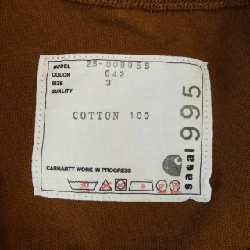 MODEL 25-00995S
COLOR 642
SIZE 3
QUALITY
COTTON 100
CARHARTT WORK IN PROGRESS
sacai 995